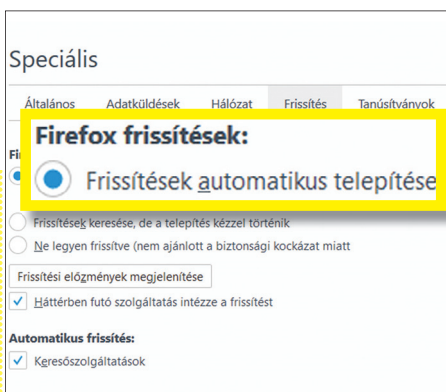 Speciális
Általános Adatküldések Hálózat Frissítés Tanúsítványok
Firefox frissítések:
Frissítések automatikus telepítése
Frissítések keresése, de a telepítés kézzel történik
Ne legyen frissítve (nem ajánlott a biztonsági kockázat miatt
Frissítési előzmények megjelenítése
Háttérben futó szolgáltatás intézze a frissítést
Automatikus frissítés:
Keresőszolgáltatások